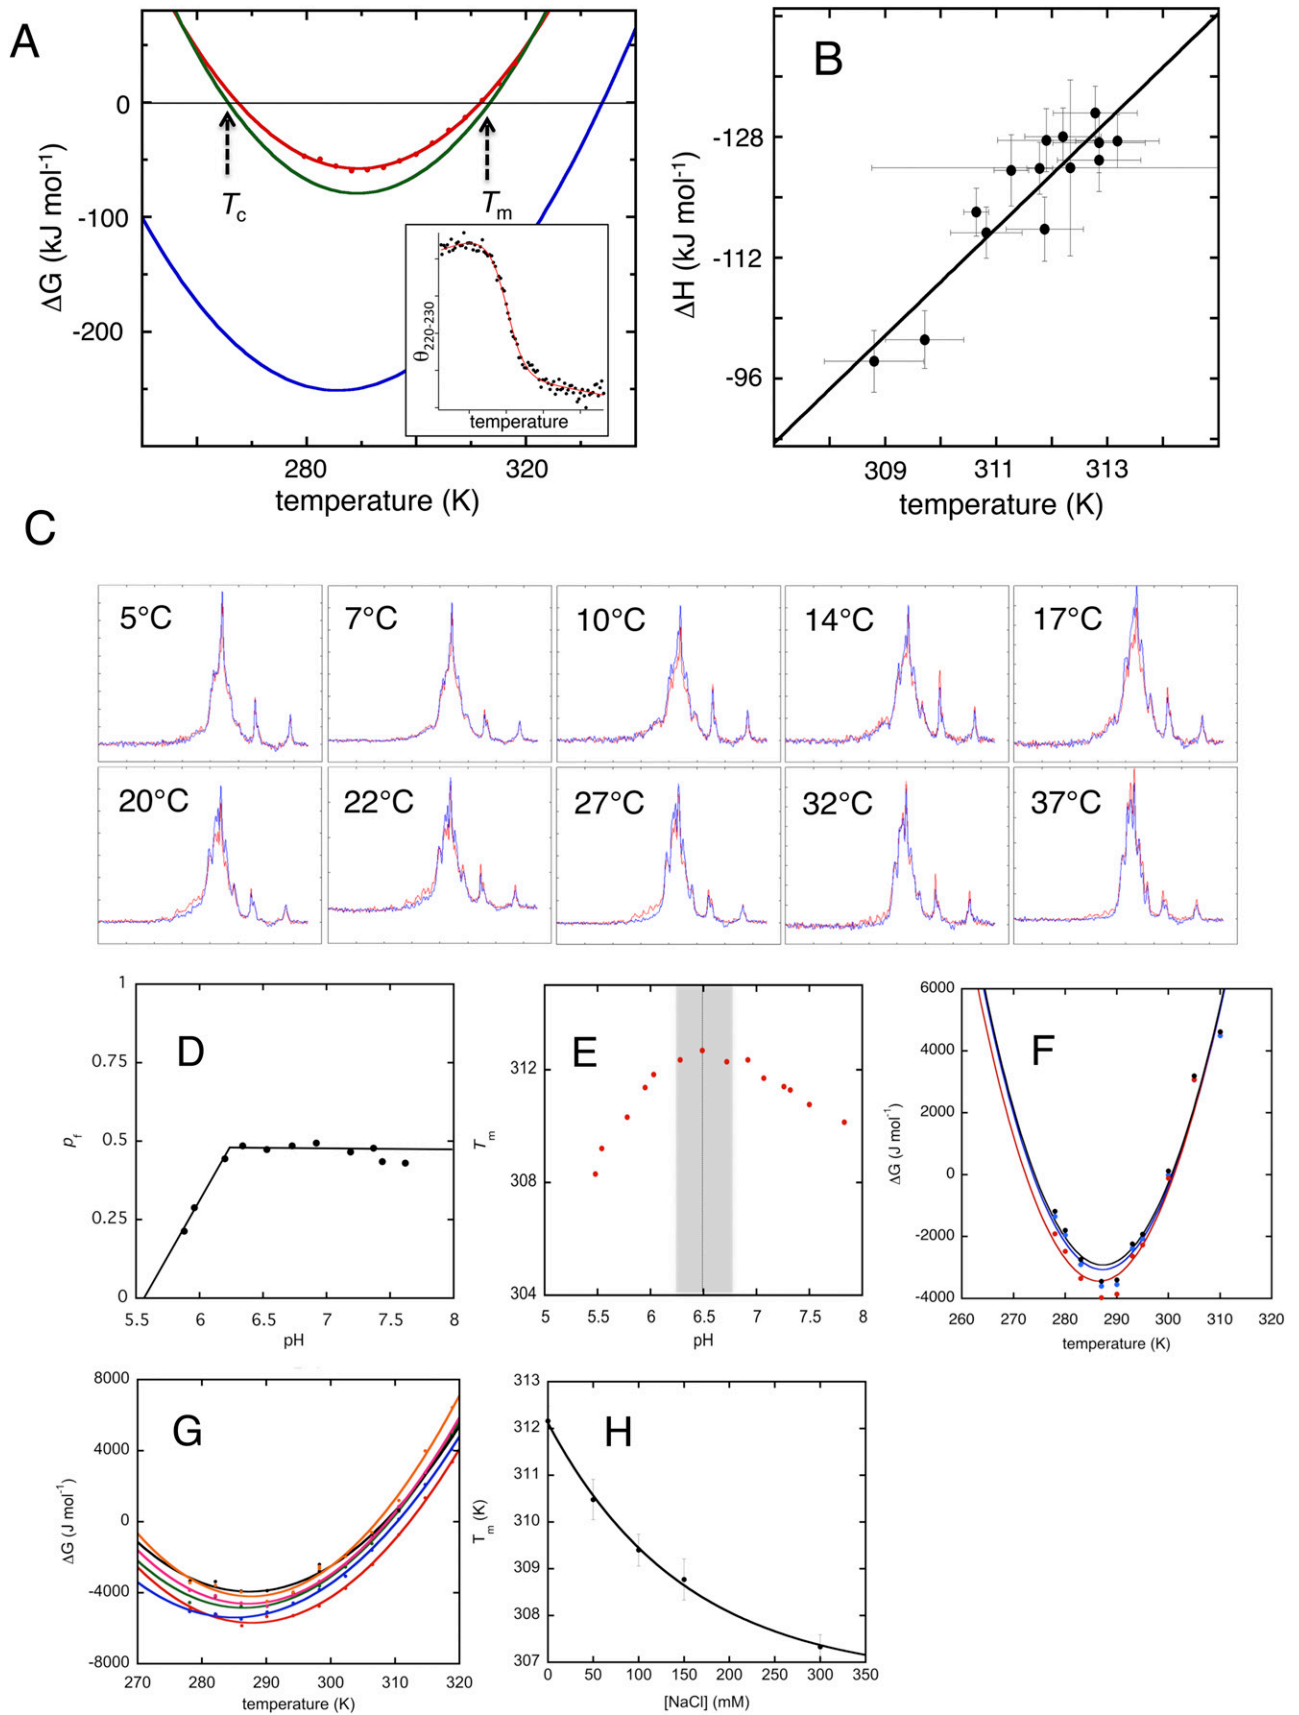 A
0
-100
-200
ΔG (kJ mol⁻¹)
Tc
Tm
θ220-230
temperature
280
320
temperature (K)
B
-128
-112
-96
ΔH (kJ mol⁻¹)
309
311
313
temperature (K)
C
5°C
7°C
10°C
14°C
17°C
20°C
22°C
27°C
32°C
37°C
D
1
0.75
0.5
0.25
0
pf
5.5
6
6.5
7
7.5
8
pH
E
312
308
304
Tm
5
5.5
6
6.5
7
7.5
8
pH
F
6000
4000
2000
0
-2000
-4000
ΔG (J mol⁻¹)
260
270
280
290
300
310
320
temperature (K)
G
8000
4000
0
-4000
-8000
ΔG (J mol⁻¹)
270
280
290
300
310
320
temperature (K)
H
313
312
311
310
309
308
307
Tm (K)
0
50
100
150
200
250
300
350
[NaCl] (mM)